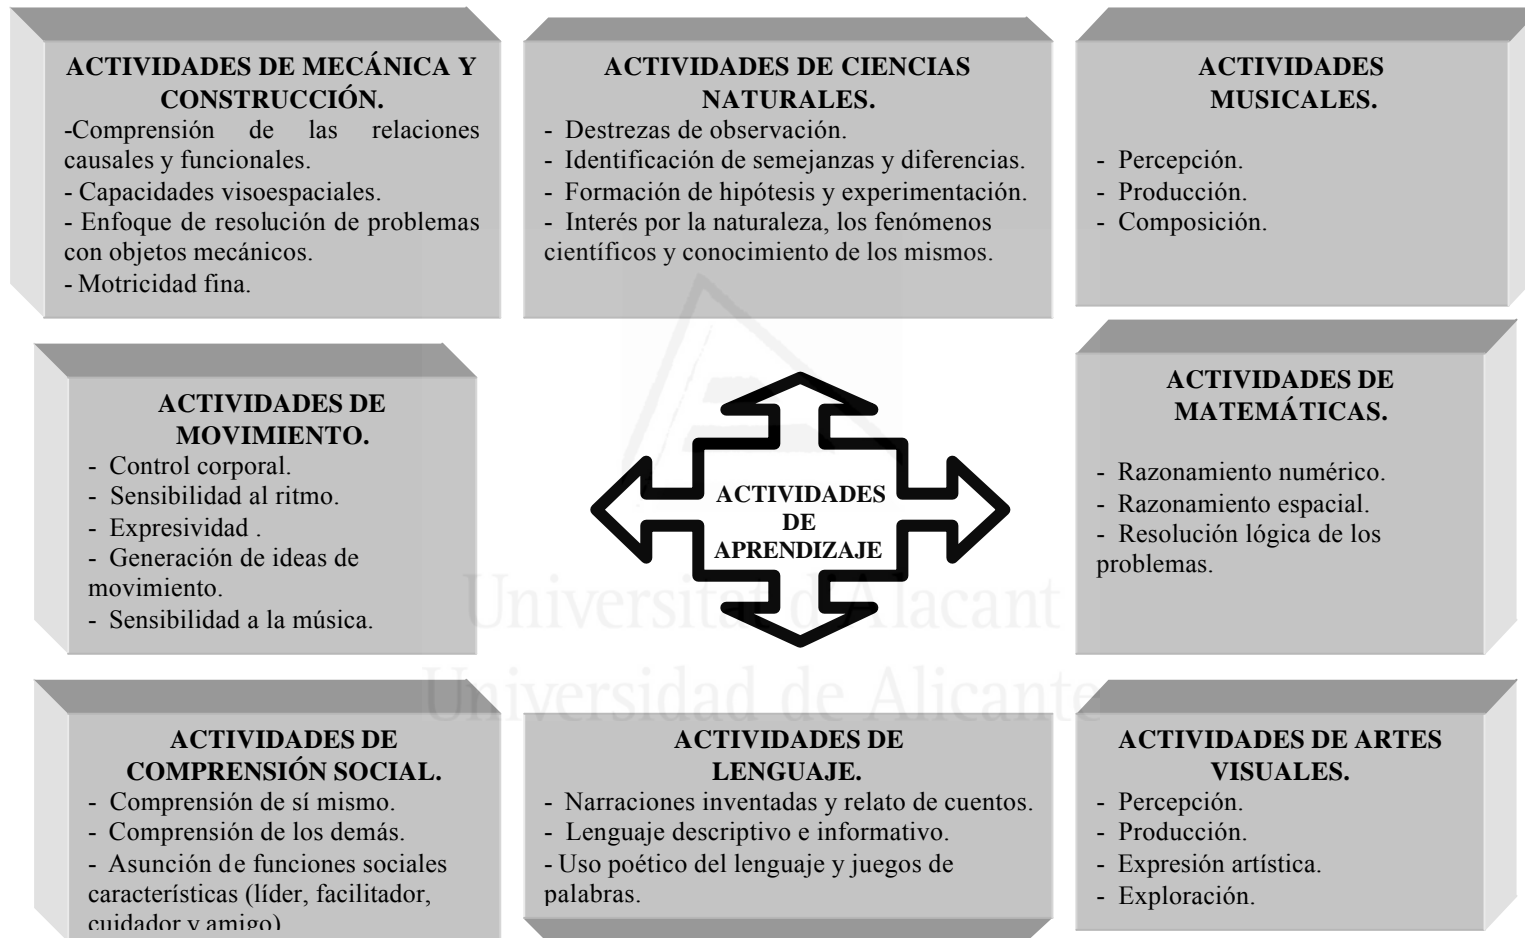 ACTIVIDADES DE MECÁNICA Y
CONSTRUCCIÓN.
-Comprensión de las relaciones
causales y funcionales.
- Capacidades visoespaciales.
- Enfoque de resolución de problemas
con objetos mecánicos.
- Motricidad fina.
ACTIVIDADES DE CIENCIAS
NATURALES.
- Destrezas de observación.
- Identificación de semejanzas y diferencias.
- Formación de hipótesis y experimentación.
- Interés por la naturaleza, los fenómenos
científicos y conocimiento de los mismos.
ACTIVIDADES
MUSICALES.
- Percepción.
- Producción.
- Composición.
ACTIVIDADES DE
MOVIMIENTO.
- Control corporal.
- Sensibilidad al ritmo.
- Expresividad .
- Generación de ideas de
movimiento.
- Sensibilidad a la música.
ACTIVIDADES
DE
APRENDIZAJE
ACTIVIDADES DE
MATEMÁTICAS.
- Razonamiento numérico.
- Razonamiento espacial.
- Resolución lógica de los
problemas.
Universitat d'Alacant
Universidad de Alicante
ACTIVIDADES DE
COMPRENSIÓN SOCIAL.
- Comprensión de sí mismo.
- Comprensión de los demás.
- Asunción de funciones sociales
características (líder, facilitador,
cuidador y amigo)
ACTIVIDADES DE
LENGUAJE.
- Narraciones inventadas y relato de cuentos.
- Lenguaje descriptivo e informativo.
- Uso poético del lenguaje y juegos de
palabras.
ACTIVIDADES DE ARTES
VISUALES.
- Percepción.
- Producción.
- Expresión artística.
- Exploración.